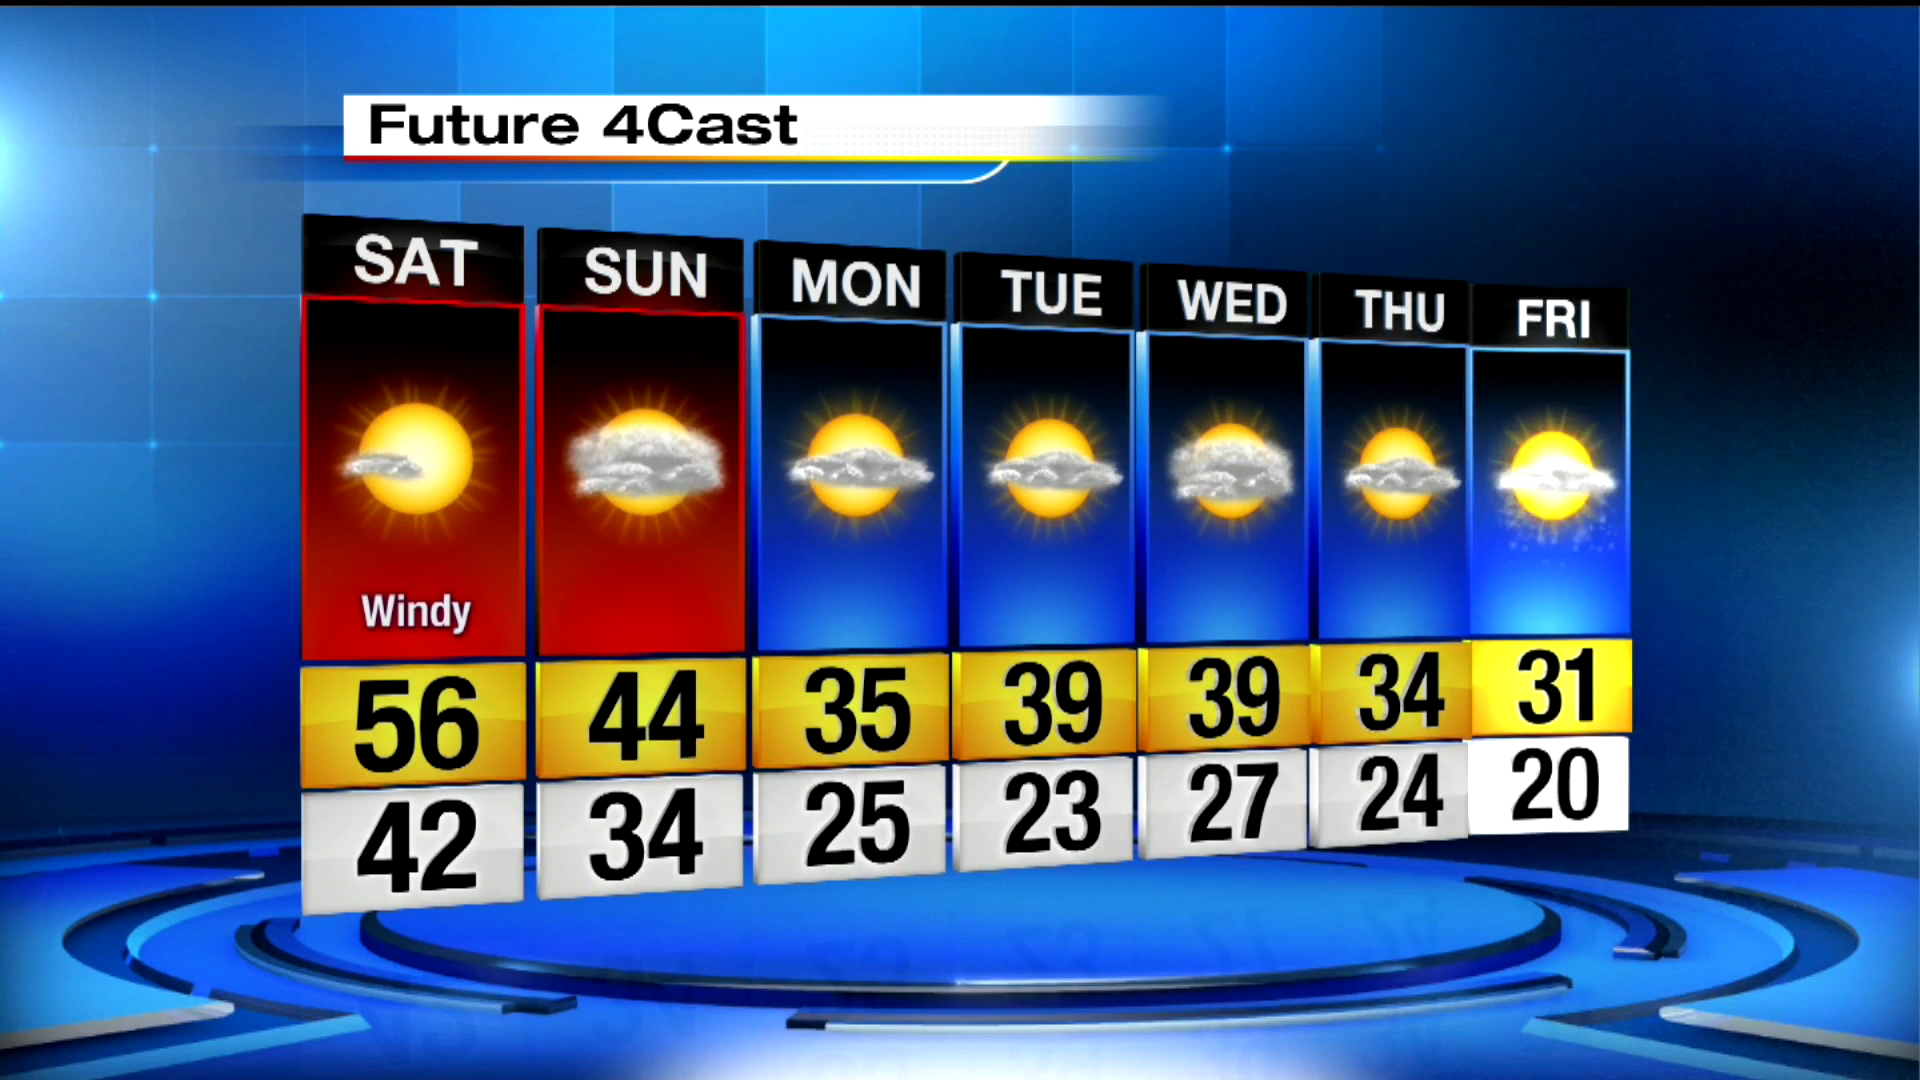 Future 4Cast
SAT SUN MON TUE WED THU FRI
Windy
56 44 35 39 39 34 31
42 34 25 23 27 24 20